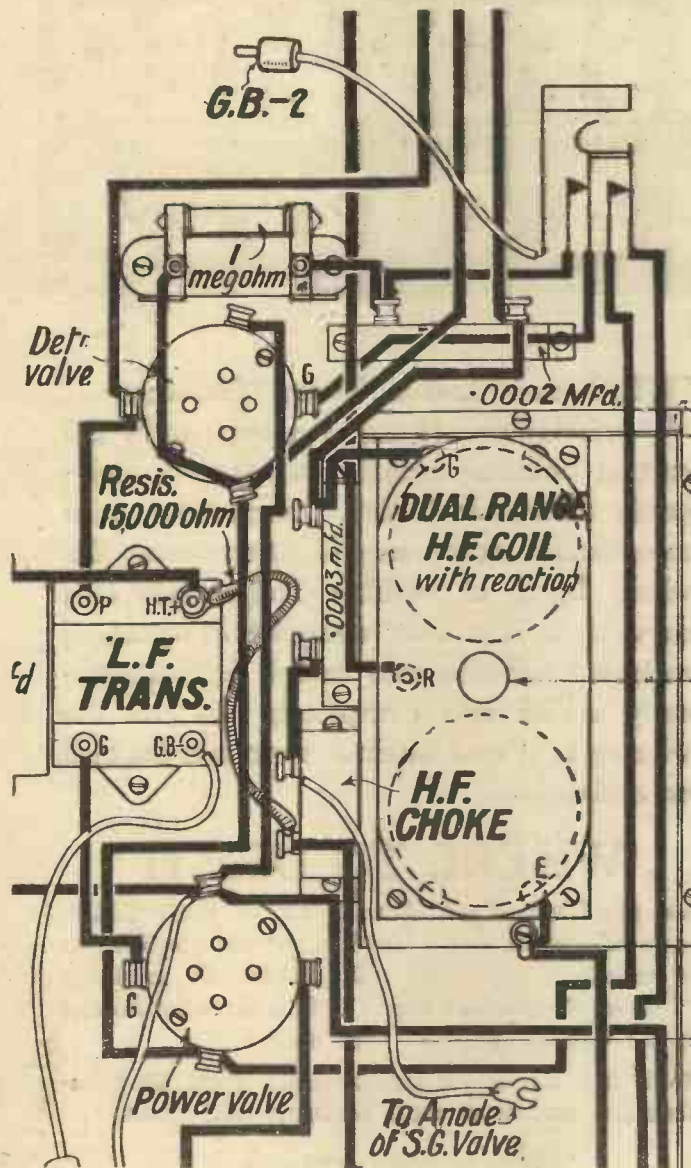 G.B.-2
1
megohm
Detr.
valve
G
.0002 Mfd.
Resis.
15,000 ohm
G
DUAL RANGE
H.F. COIL
with reaction
.0003 mfd.
P
H.T.+
L.F.
TRANS.
R
G
G.B.-
H.F.
CHOKE
E
G
Power valve
To Anode
of S.G. Valve